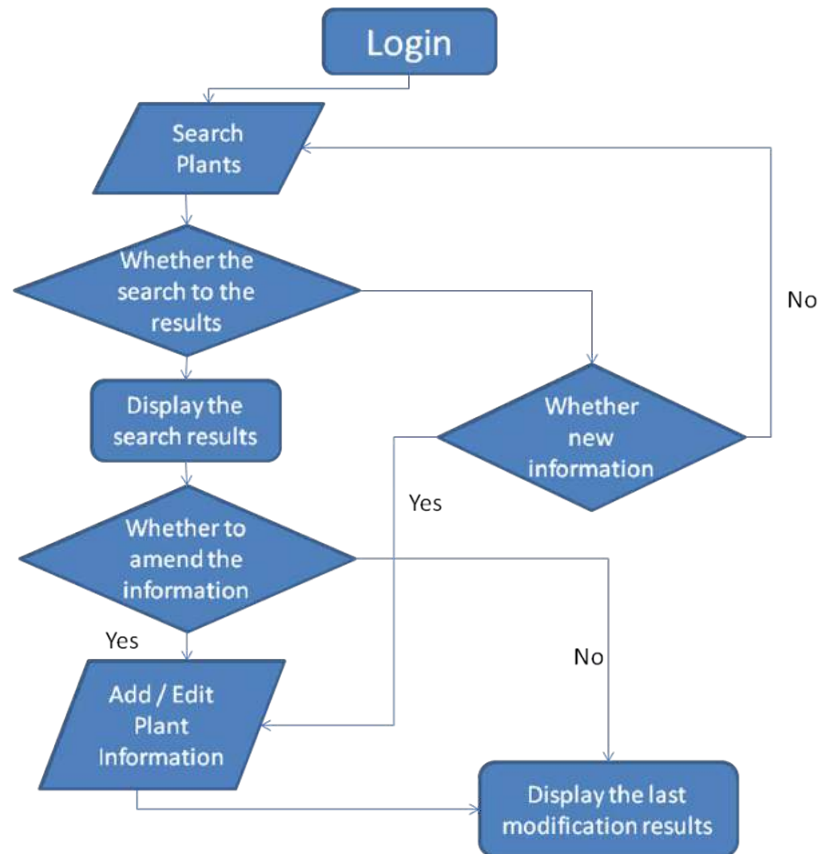 Login
Search
Plants
Whether the
search to the
results
No
Display the
search results
Whether
new
information
Yes
Whether to
amend the
information
Yes
No
Add / Edit
Plant
Information
Display the last
modification results